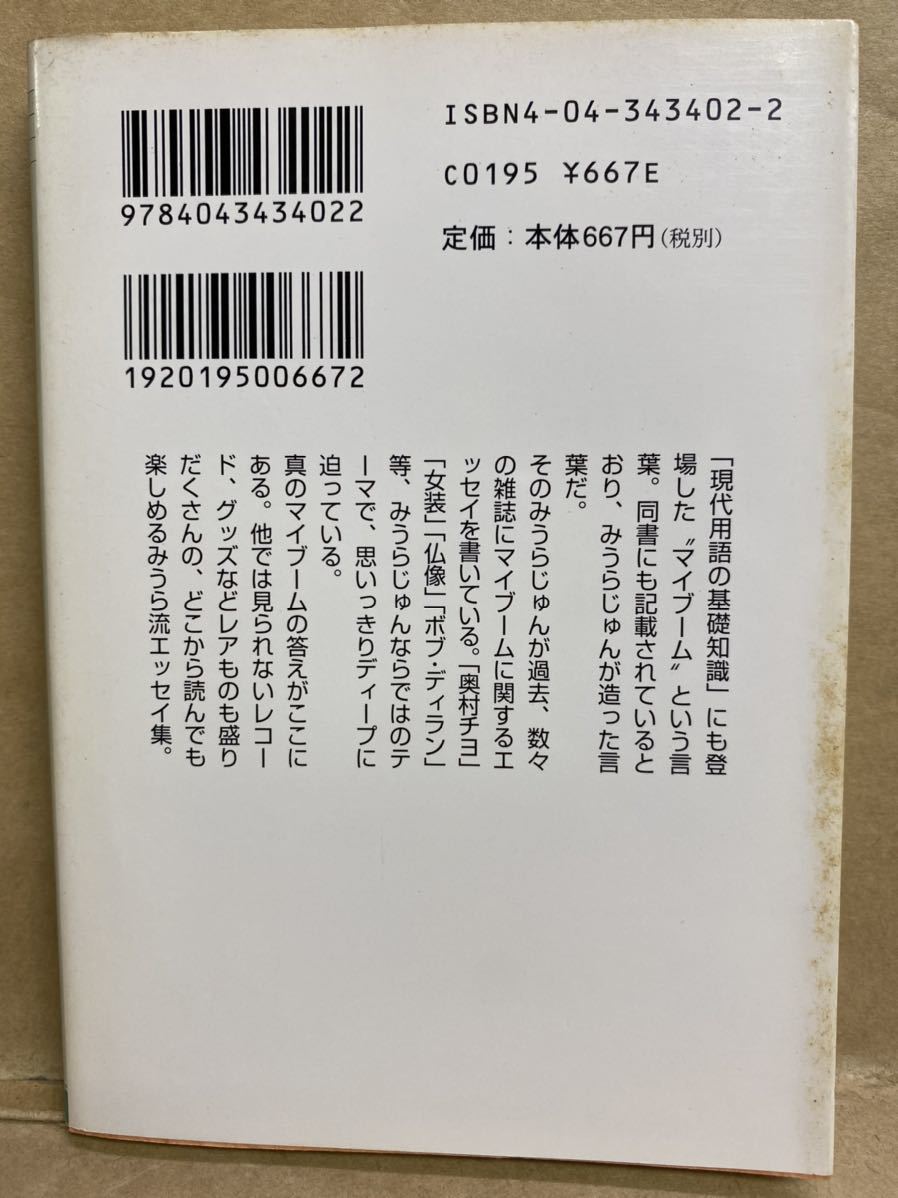 ISBN4-04-343402-2
C0195 ¥667E
定価：本体667円（税別）
9784043434022
1920195006672
「現代用語の基礎知識」にも登
場した〝マイブーム〟という言
葉。同書にも記載されていると
おり、みうらじゅんが造った言
葉だ。
そのみうらじゅんが過去、数々
の雑誌にマイブームに関するエ
ッセイを書いている。「奥村チヨ」
「女装」「仏像」「ボブ・ディラン」
等、みうらじゅんならではのテ
ーマで、思いっきりディープに
迫っている。
真のマイブームの答えがここに
ある。他では見られないレコー
ド、グッズなどレアものも盛り
だくさんの、どこから読んでも
楽しめるみうら流エッセイ集。